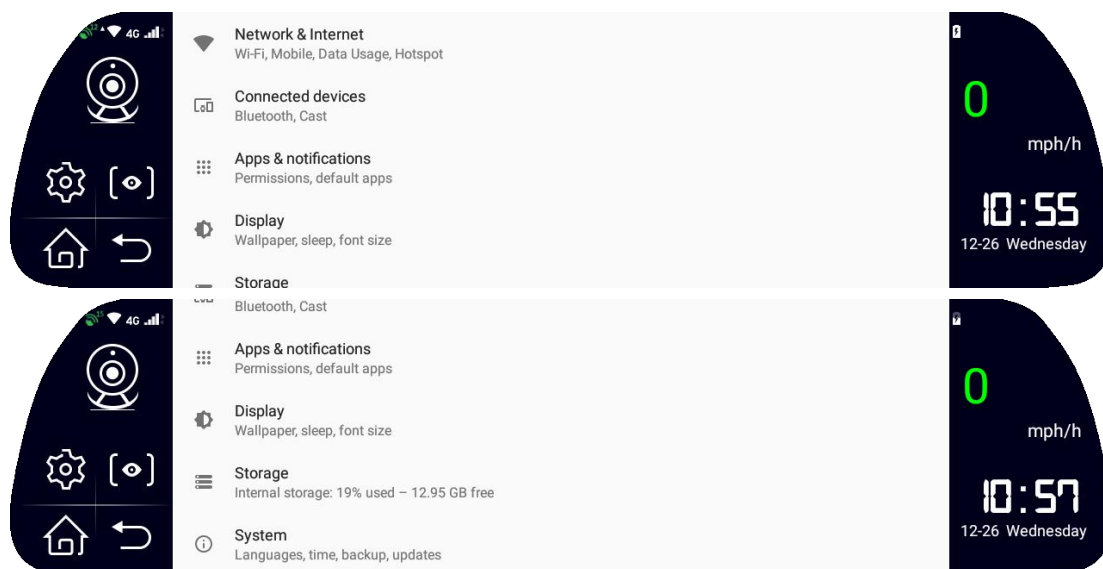 12
4G
Network & Internet
Wi-Fi, Mobile, Data Usage, Hotspot
Connected devices
Bluetooth, Cast
Apps & notifications
Permissions, default apps
Display
Wallpaper, sleep, font size
Storage
0
mph/h
10:55
12-26 Wednesday
15
4G
Bluetooth, Cast
Apps & notifications
Permissions, default apps
Display
Wallpaper, sleep, font size
Storage
Internal storage: 19% used – 12.95 GB free
System
Languages, time, backup, updates
0
mph/h
10:57
12-26 Wednesday